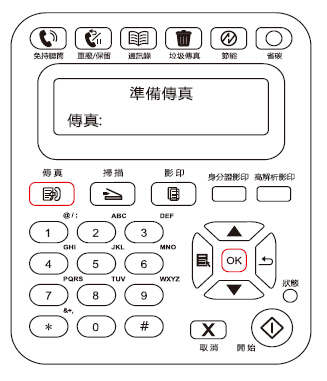 免持聽筒 重撥/保留 通訊錄 垃圾傳真 節能 省碳
準備傳真
傳真:
傳真 掃描 影印 身分證影印 高解析影印
@/: ABC DEF
1 2 3
GHI JKL MNO
4 5 6
OK
PQRS TUV WXYZ
7 8 9
狀態
&+,
* 0 #
X
取消 開始